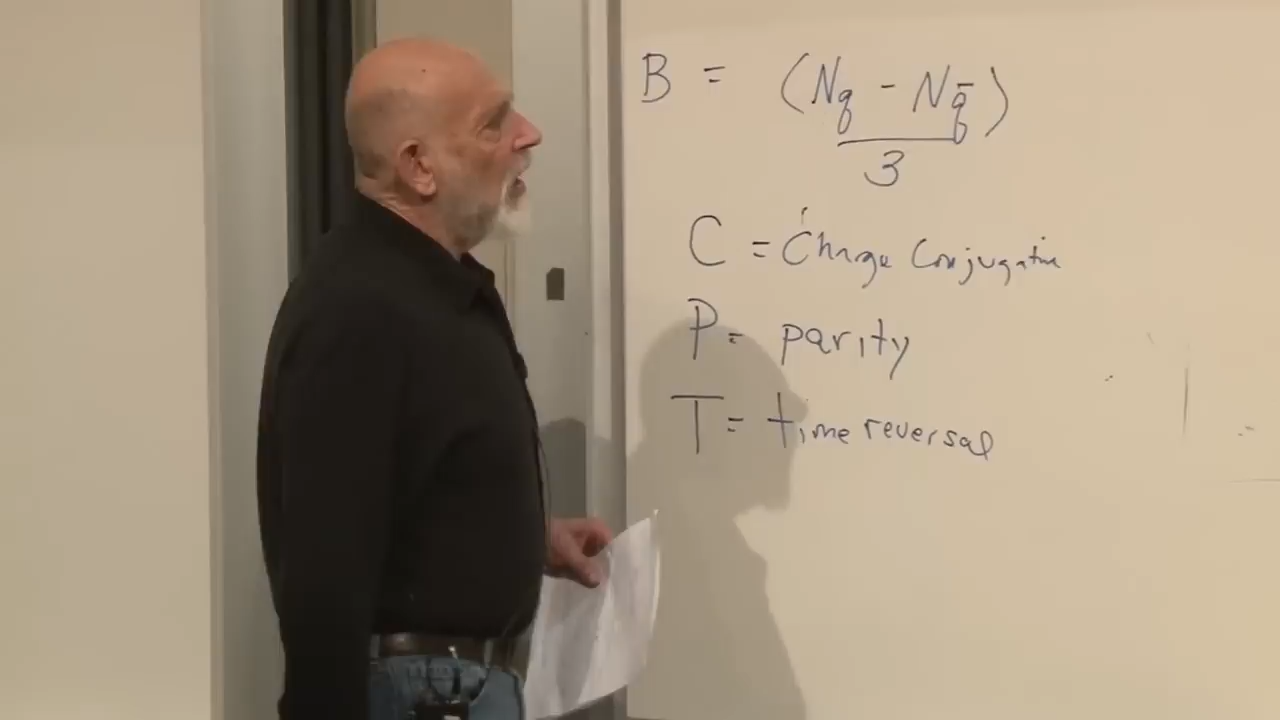 B = (Nq - Nq̄)
3
C = Charge Conjugation
P = parity
T = time reversal